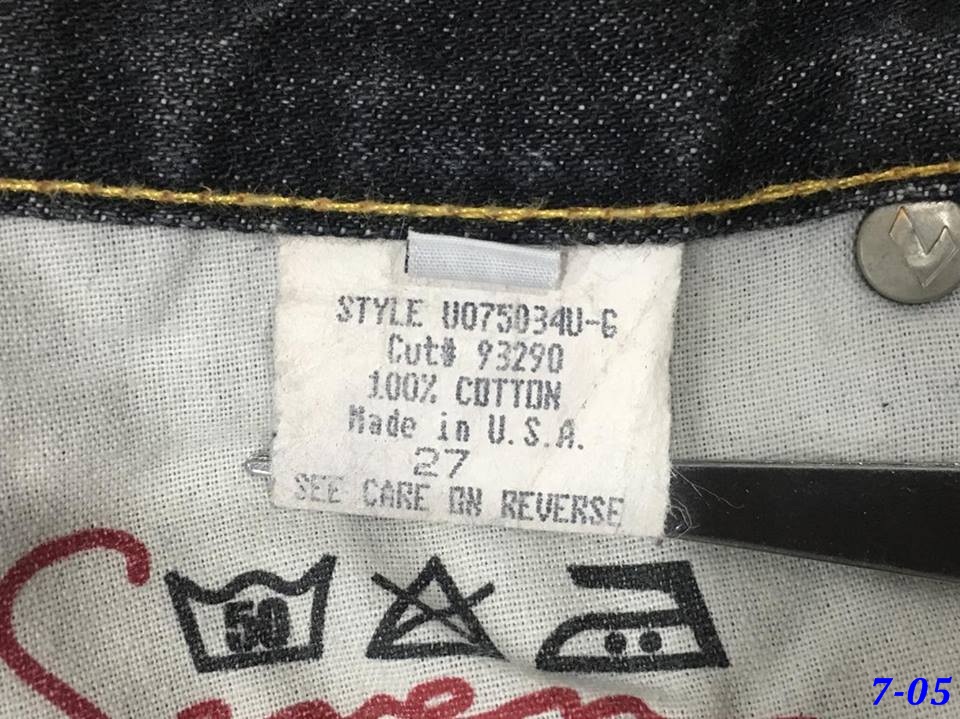 STYLE U075034U-G
Cut# 93290
100% COTTON
Made in U.S.A.
27
SEE CARE ON REVERSE
50
7-05